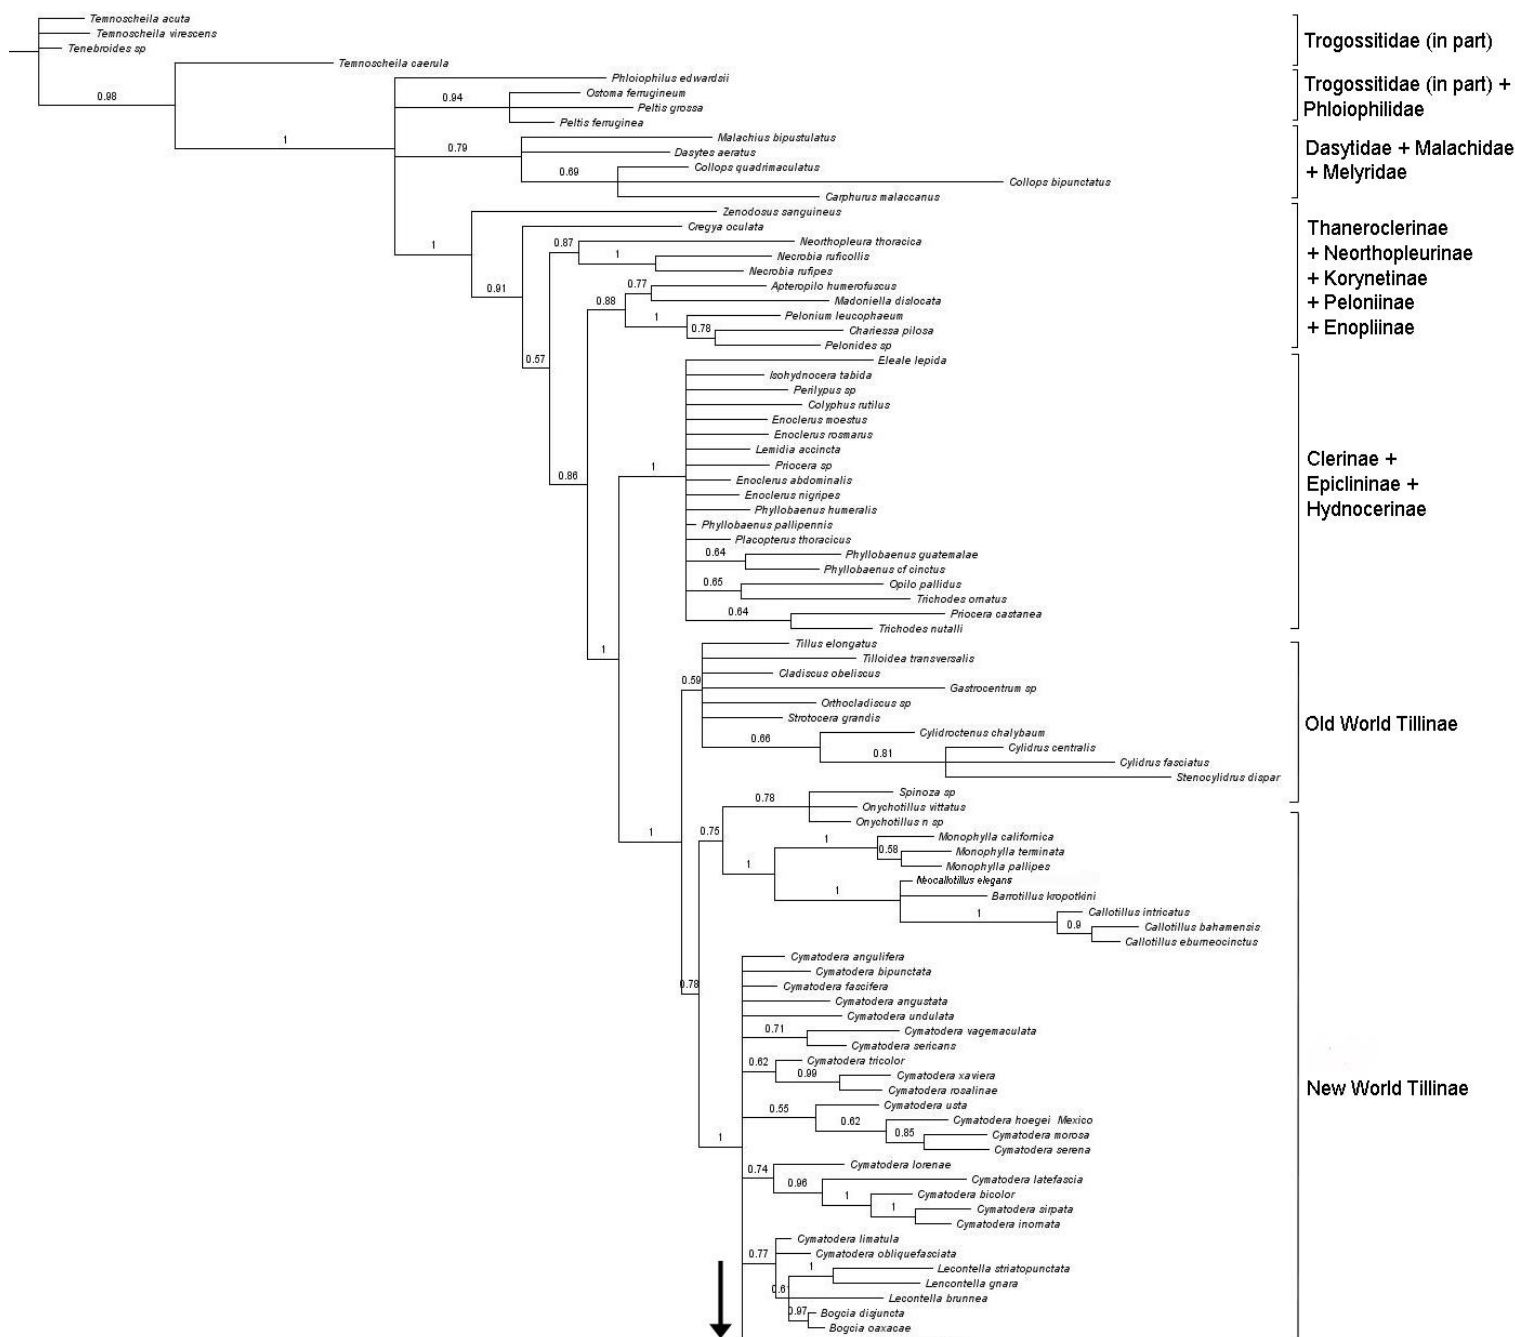 Temnoscheila acuta
Temnoscheila virescens
Tenebroides sp
Trogossitidae (in part)
Temnoscheila caerula
0.98
Phloiophilus edwardsii
0.94
Ostoma ferrugineum
Peltis grossa
Peltis ferruginea
Trogossitidae (in part) +
Phloiophilidae
1
Malachius bipustulatus
0.79
Dasytes aeratus
Collops quadrimaculatus
0.69
Collops bipunctatus
Carphurus malaccanus
Dasytidae + Malachidae
+ Melyridae
Zenodosus sanguineus
1
Cregya oculata
0.87
Neorthopleura thoracica
1
Necrobia ruficollis
Necrobia rufipes
0.91
0.77
Apteropilo humerofuscus
0.88
Madoniella dislocata
1
Pelonium leucophaeum
0.78
Chariessa pilosa
Pelonides sp
Thaneroclerinae
+ Neorthopleurinae
+ Korynetinae
+ Peloniinae
+ Enopliinae
0.57
Eleale lepida
Isohydnocera tabida
Perilypus sp
Colyphus rutilus
Enoclerus moestus
Enoclerus rosmarus
Lemidia accincta
1
Priocera sp
0.86
Enoclerus abdominalis
Enoclerus nigripes
Phyllobaenus humeralis
Phyllobaenus pallipennis
Placopterus thoracicus
0.64
Phyllobaenus guatemalae
Phyllobaenus cf cinctus
0.65
Opilo pallidus
Trichodes ornatus
0.64
Priocera castanea
Trichodes nutalli
Clerinae +
Epiclininae +
Hydnocerinae
1
Tillus elongatus
Tilloidea transversalis
Cladiscus obeliscus
0.59
Gastrocentrum sp
Orthocladiscus sp
Strotocera grandis
0.66
Cylidroctenus chalybaum
0.81
Cylidrus centralis
Cylidrus fasciatus
Stenocylidrus dispar
Old World Tillinae
0.78
Spinoza sp
Onychotillus vittatus
Onychotillus n sp
1
0.75
1
Monophylla californica
0.58
Monophylla terminata
Monophylla pallipes
1
1
Neocallotillus elegans
Barrotillus kropotkini
1
Callotillus intricatus
0.9
Callotillus bahamensis
Callotillus eburneocinctus
0.78
Cymatodera angulifera
Cymatodera bipunctata
Cymatodera fascifera
Cymatodera angustata
Cymatodera undulata
0.71
Cymatodera vagemaculata
Cymatodera sericans
0.62
Cymatodera tricolor
0.99
Cymatodera xaviera
Cymatodera rosalinae
New World Tillinae
0.55
Cymatodera usta
0.62
Cymatodera hoegei Mexico
0.85
Cymatodera morosa
Cymatodera serena
1
0.74
Cymatodera lorenae
0.96
Cymatodera latefascia
1
Cymatodera bicolor
1
Cymatodera sirpata
Cymatodera inornata
0.77
Cymatodera limatula
Cymatodera obliquefasciata
1
Lecontella striatopunctata
Lencontella gnara
0.61
Lecontella brunnea
0.97
Bogcia disjuncta
Bogcia oaxacae